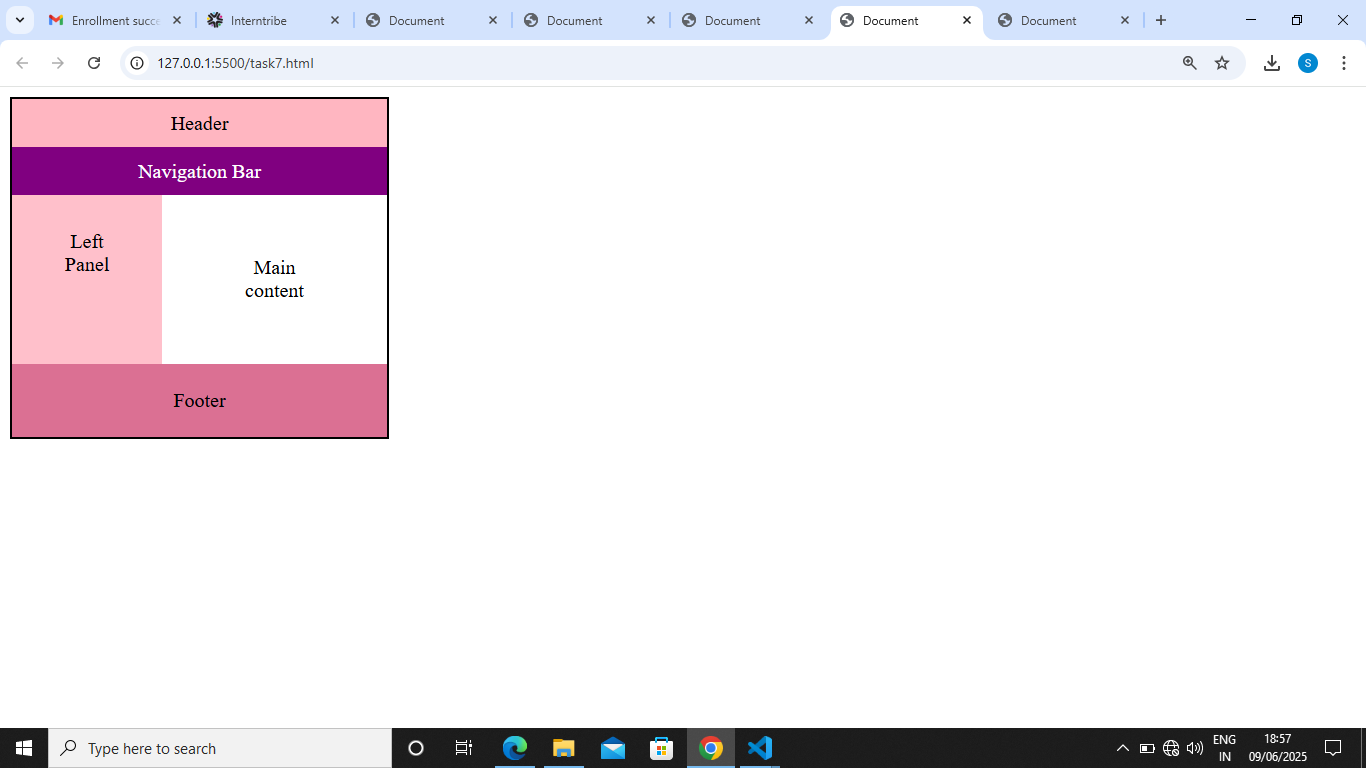 Enrollment succe
Interntribe
Document
Document
Document
Document
Document
127.0.0.1:5500/task7.html
S
Header
Navigation Bar
Left
Panel
Main
content
Footer
Type here to search
ENG
IN
18:57
09/06/2025